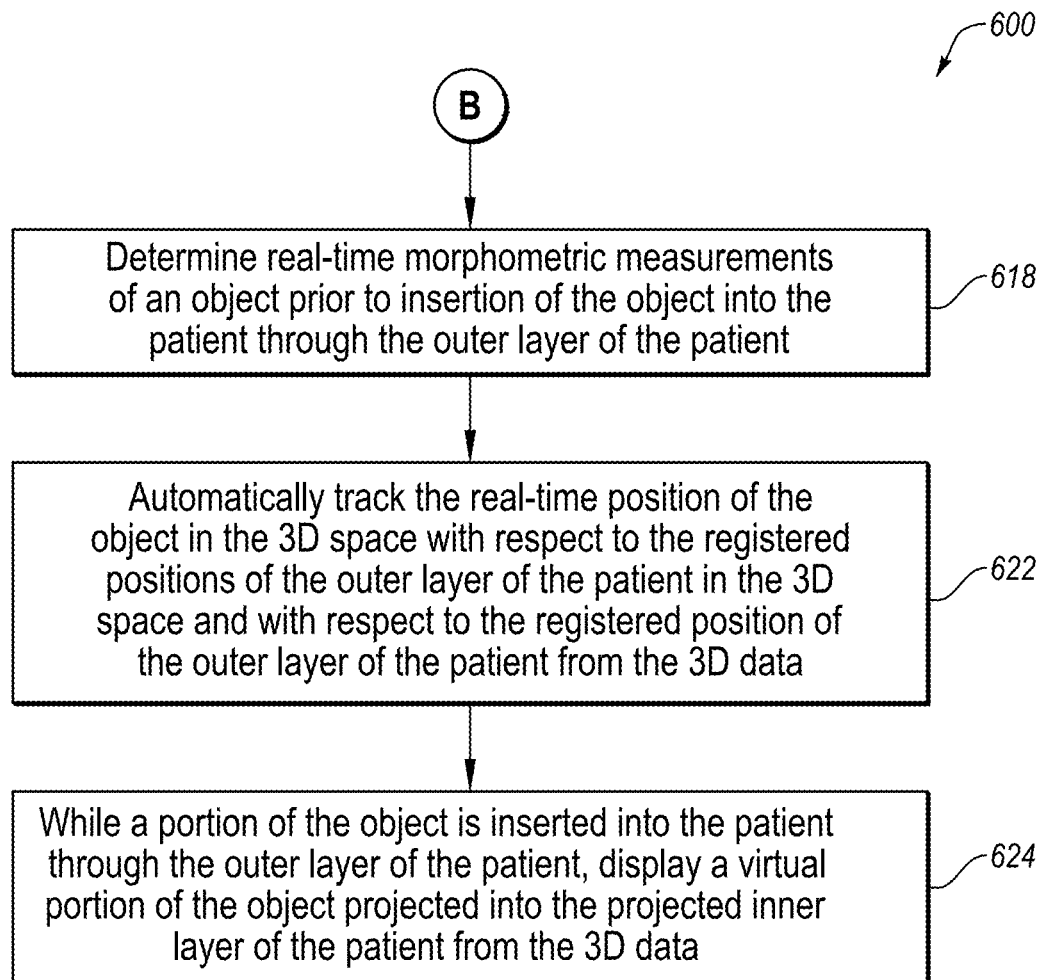 600
B
Determine real-time morphometric measurements
of an object prior to insertion of the object into the
patient through the outer layer of the patient
618
Automatically track the real-time position of the
object in the 3D space with respect to the registered
positions of the outer layer of the patient in the 3D
space and with respect to the registered position of
the outer layer of the patient from the 3D data
622
While a portion of the object is inserted into the patient
through the outer layer of the patient, display a virtual
portion of the object projected into the projected inner
layer of the patient from the 3D data
624